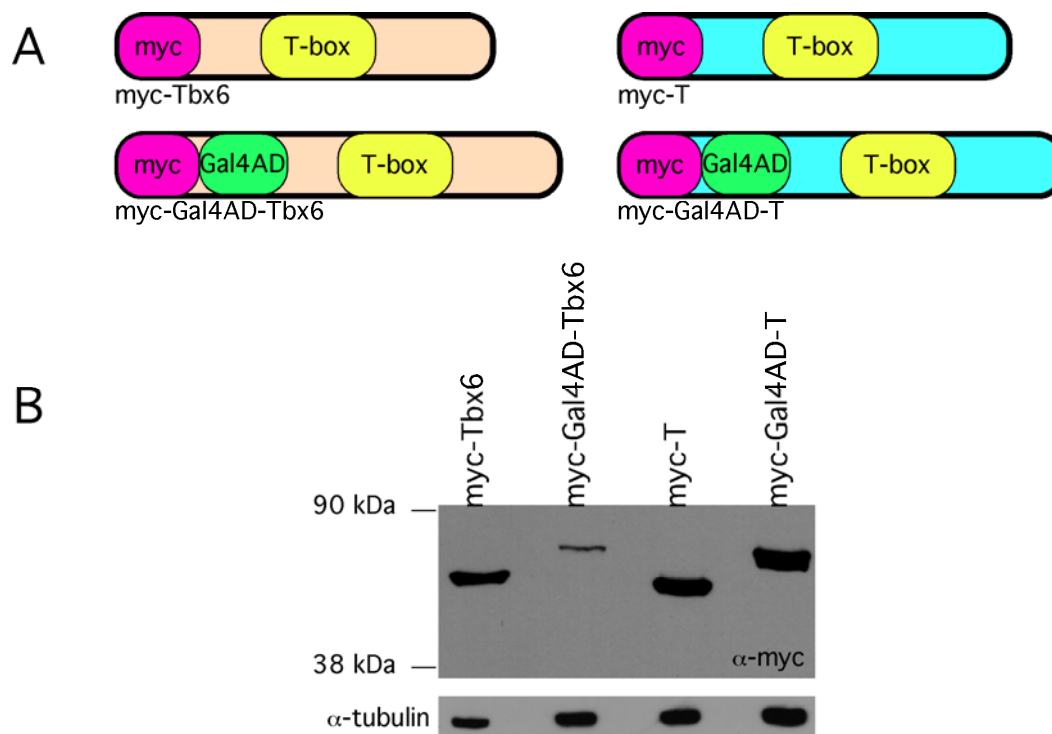 A
myc T-box
myc-Tbx6
myc T-box
myc-T
myc Gal4AD T-box
myc-Gal4AD-Tbx6
myc Gal4AD T-box
myc-Gal4AD-T
B
myc-Tbx6
myc-Gal4AD-Tbx6
myc-T
myc-Gal4AD-T
90 kDa
38 kDa
α-myc
α-tubulin